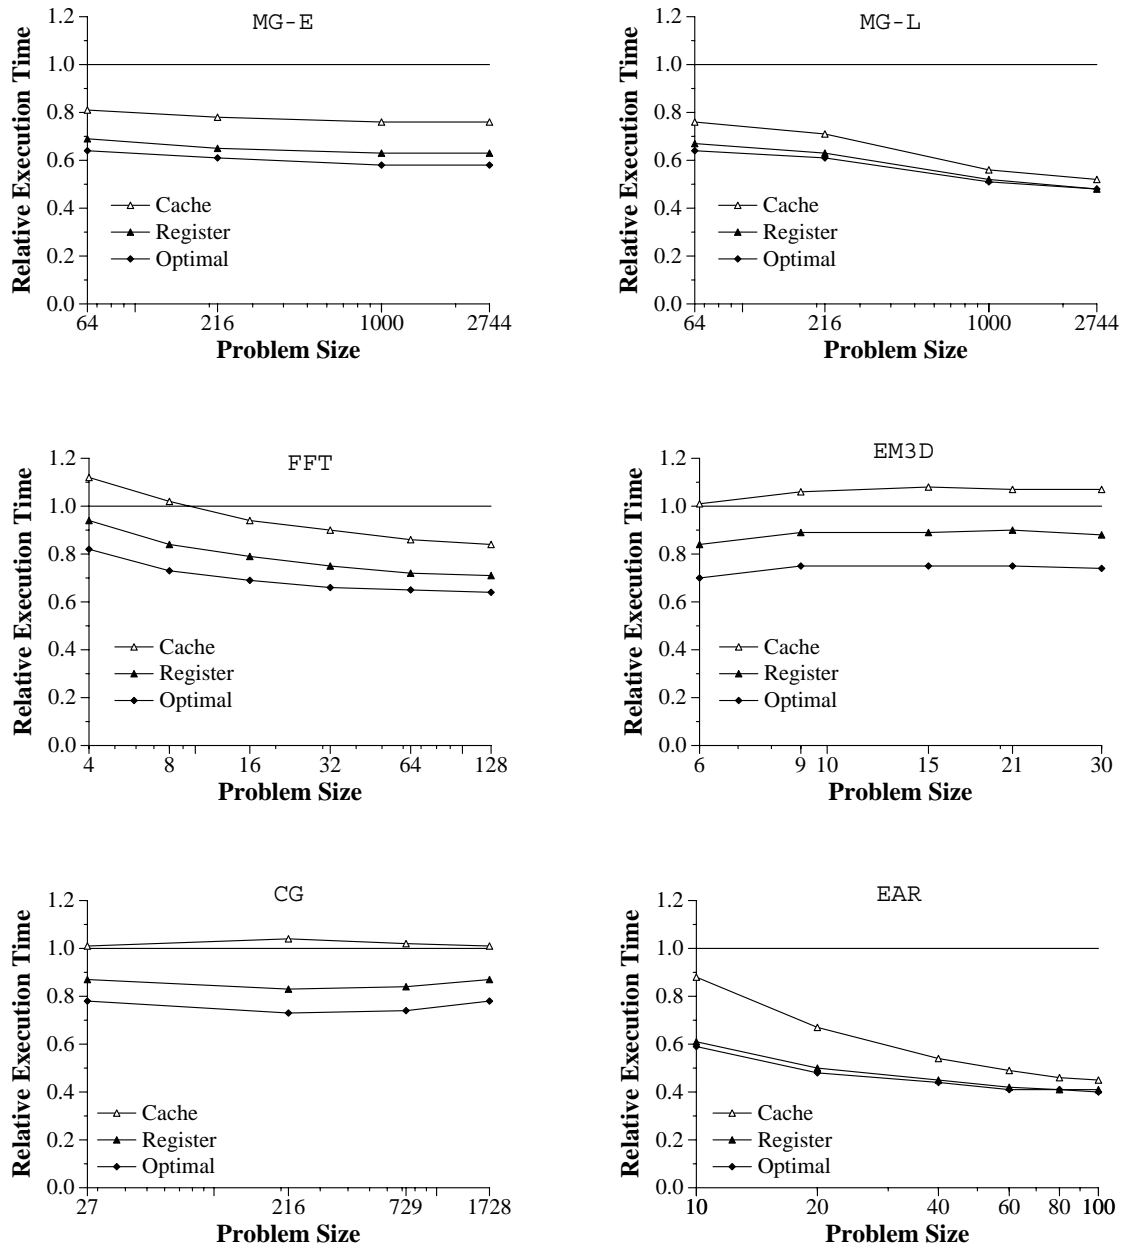 MG-E
Relative Execution Time
1.2
1.0
0.8
0.6
0.4
0.2
0.0
Cache
Register
Optimal
64 216 1000 2744
Problem Size
MG-L
Relative Execution Time
1.2
1.0
0.8
0.6
0.4
0.2
0.0
Cache
Register
Optimal
64 216 1000 2744
Problem Size
FFT
Relative Execution Time
1.2
1.0
0.8
0.6
0.4
0.2
0.0
Cache
Register
Optimal
4 8 16 32 64 128
Problem Size
EM3D
Relative Execution Time
1.2
1.0
0.8
0.6
0.4
0.2
0.0
Cache
Register
Optimal
6 9 10 15 21 30
Problem Size
CG
Relative Execution Time
1.2
1.0
0.8
0.6
0.4
0.2
0.0
Cache
Register
Optimal
27 216 729 1728
Problem Size
EAR
Relative Execution Time
1.2
1.0
0.8
0.6
0.4
0.2
0.0
Cache
Register
Optimal
10 20 40 60 80 100
Problem Size